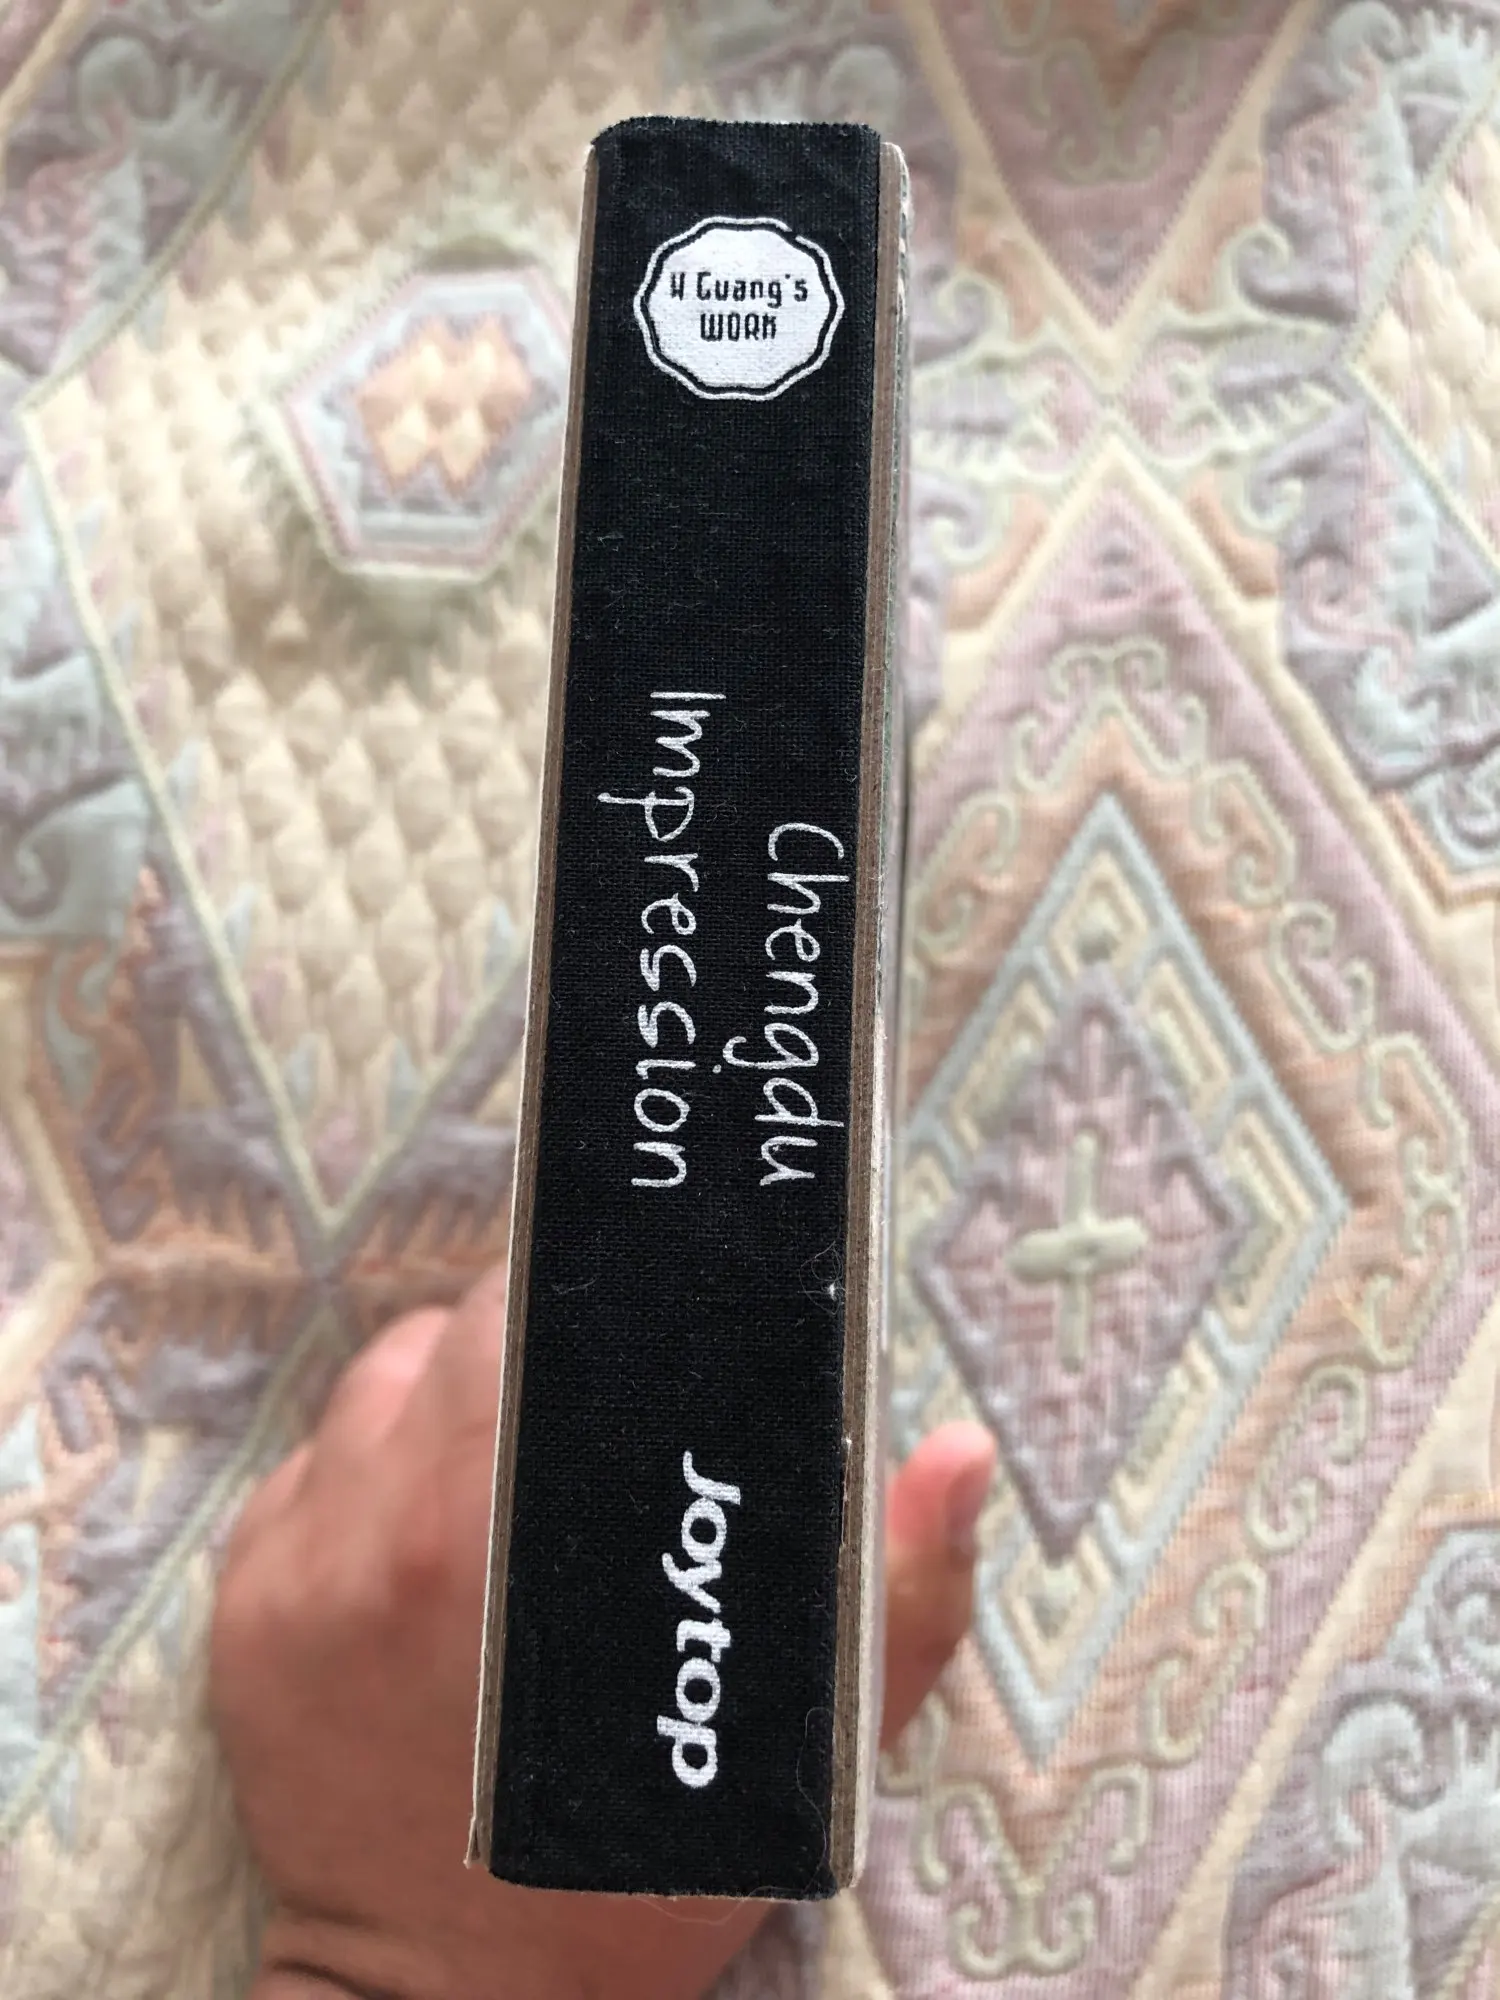 H Guang's
WORK
Chengdu
Impression
Joytop